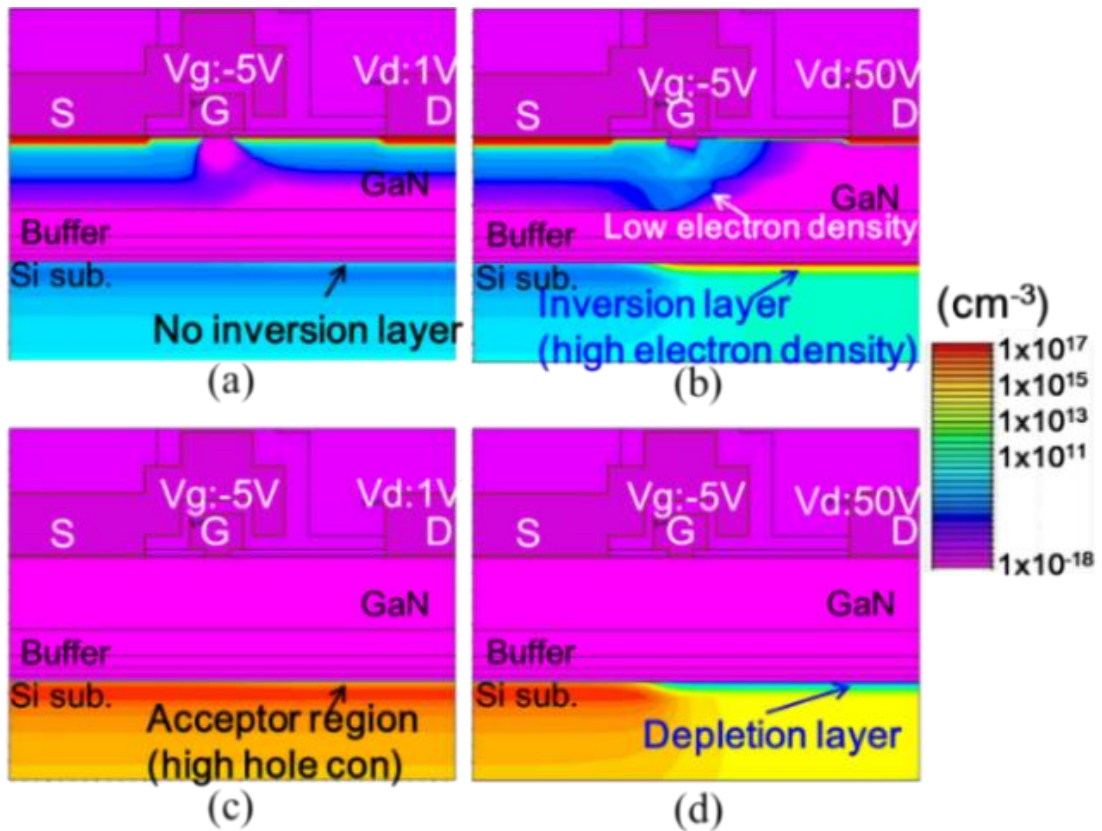 Vg:-5V
Vd:1V
S
G
D
GaN
Buffer
Si sub.
No inversion layer
(a)
Vg:-5V
Vd:50V
S
G
D
GaN
Low electron density
Buffer
Si sub.
Inversion layer
(high electron density)
(b)
(cm⁻³)
1x10¹⁷
1x10¹⁵
1x10¹³
1x10¹¹
1x10⁻¹⁸
Vg:-5V
Vd:1V
S
G
D
GaN
Buffer
Si sub.
Acceptor region
(high hole con)
(c)
Vg:-5V
Vd:50V
S
G
D
GaN
Buffer
Si sub.
Depletion layer
(d)